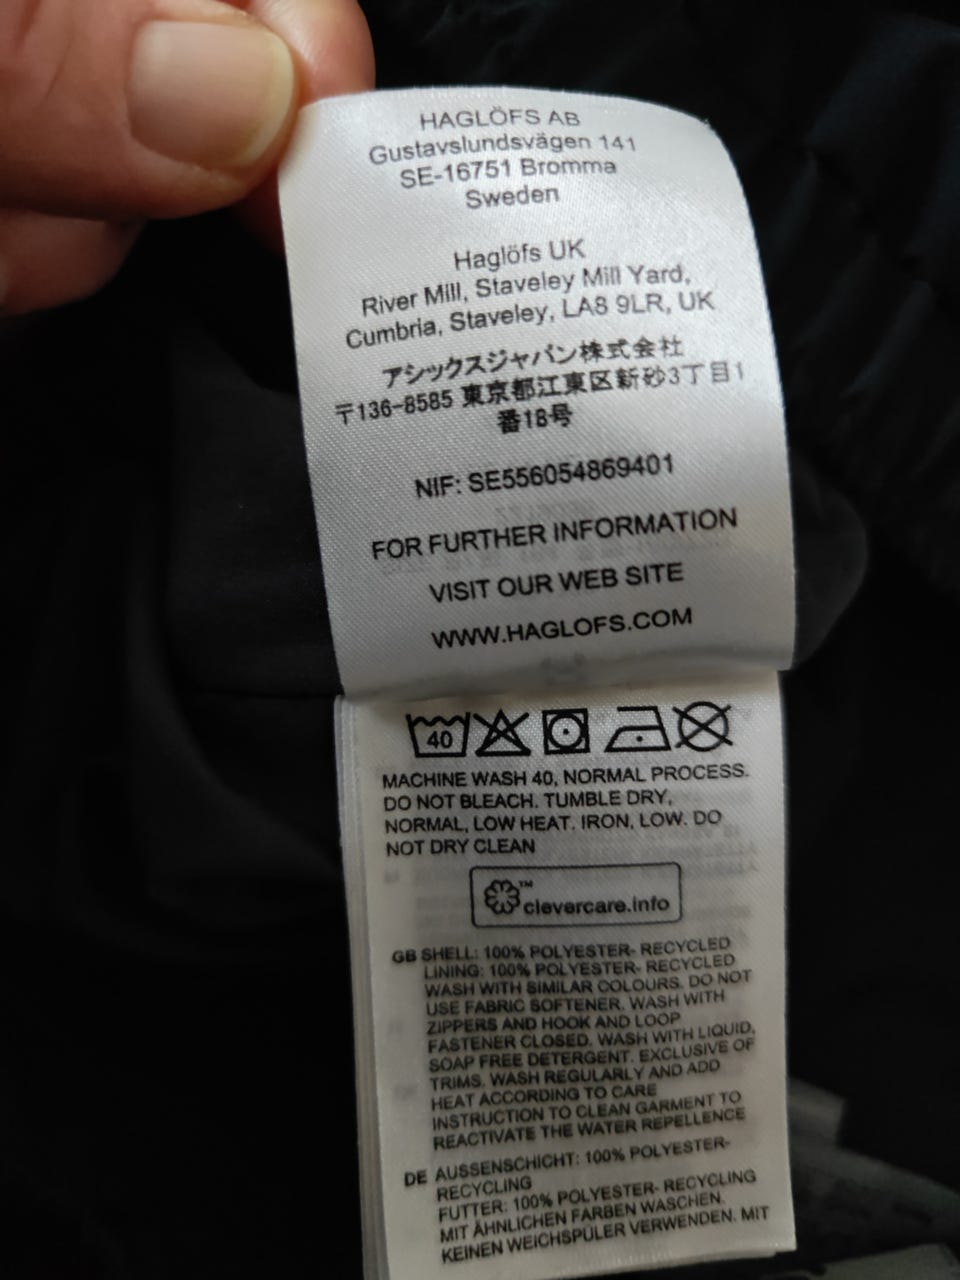 HAGLÖFS AB
Gustavslundsvägen 141
SE-16751 Bromma
Sweden
Haglöfs UK
River Mill, Staveley Mill Yard,
Cumbria, Staveley, LA8 9LR, UK
アシックスジャパン株式会社
〒136-8585 東京都江東区新砂3丁目1
番18号
NIF: SE556054869401
FOR FURTHER INFORMATION
VISIT OUR WEB SITE
WWW.HAGLOFS.COM
40
MACHINE WASH 40, NORMAL PROCESS.
DO NOT BLEACH. TUMBLE DRY,
NORMAL, LOW HEAT. IRON, LOW. DO
NOT DRY CLEAN
™
clevercare.info
GB SHELL: 100% POLYESTER- RECYCLED
LINING: 100% POLYESTER- RECYCLED
WASH WITH SIMILAR COLOURS. DO NOT
USE FABRIC SOFTENER. WASH WITH
ZIPPERS AND HOOK AND LOOP
FASTENER CLOSED. WASH WITH LIQUID,
SOAP FREE DETERGENT. EXCLUSIVE OF
TRIMS. WASH REGULARLY AND ADD
HEAT ACCORDING TO CARE
INSTRUCTION TO CLEAN GARMENT TO
REACTIVATE THE WATER REPELLENCE
DE AUSSENSCHICHT: 100% POLYESTER-
RECYCLING
FUTTER: 100% POLYESTER- RECYCLING
MIT ÄHNLICHEN FARBEN WASCHEN.
KEINEN WEICHSPÜLER VERWENDEN. MIT